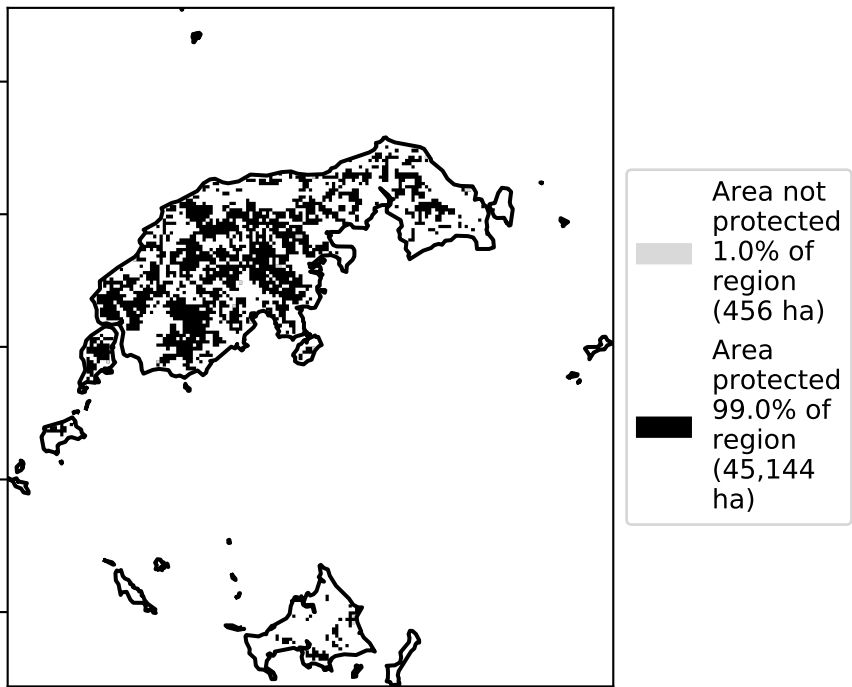 Area not
protected
1.0% of
region
(456 ha)
Area
protected
99.0% of
region
(45,144
ha)